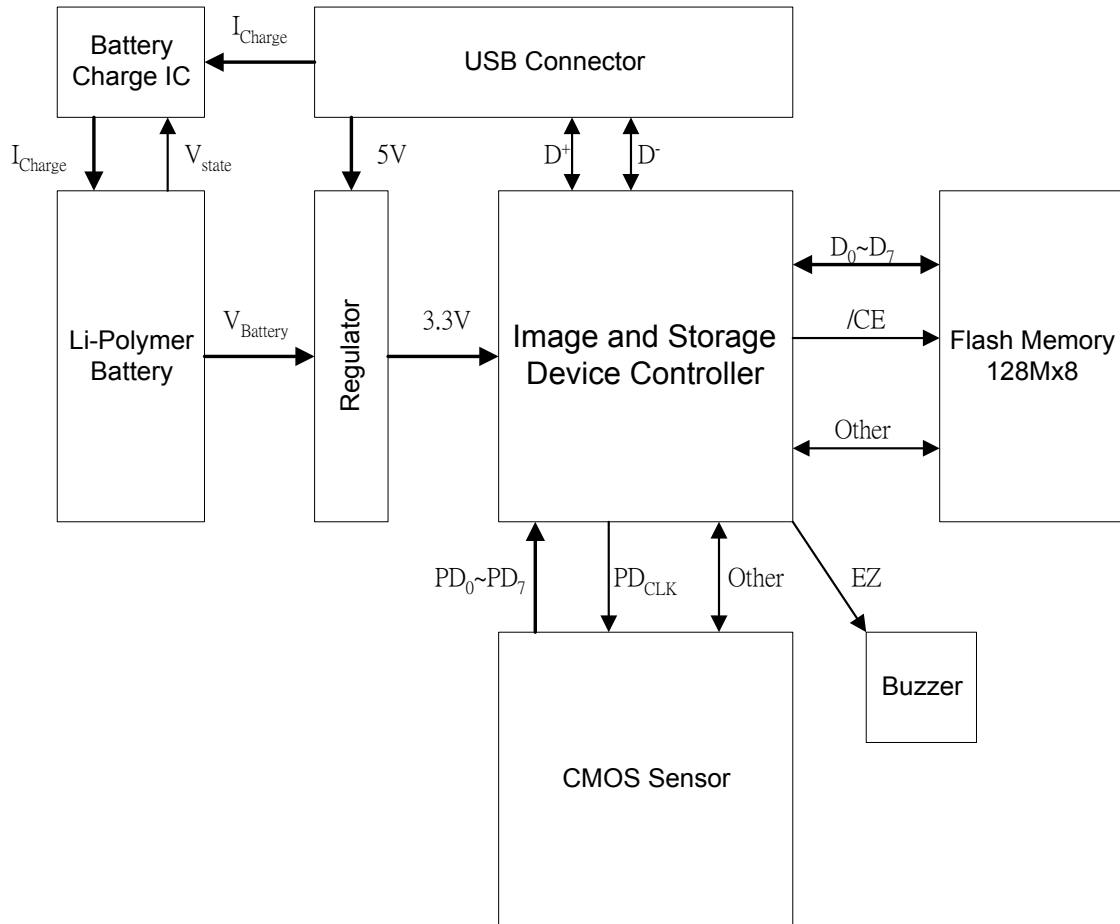 I_Charge
Battery
Charge IC
USB Connector
I_Charge
V_state
5V
D⁺
D⁻
Li-Polymer
Battery
V_Battery
Regulator
3.3V
Image and Storage
Device Controller
D₀~D₇
/CE
Other
Flash Memory
128Mx8
PD₀~PD₇
PD_CLK
Other
EZ
Buzzer
CMOS Sensor